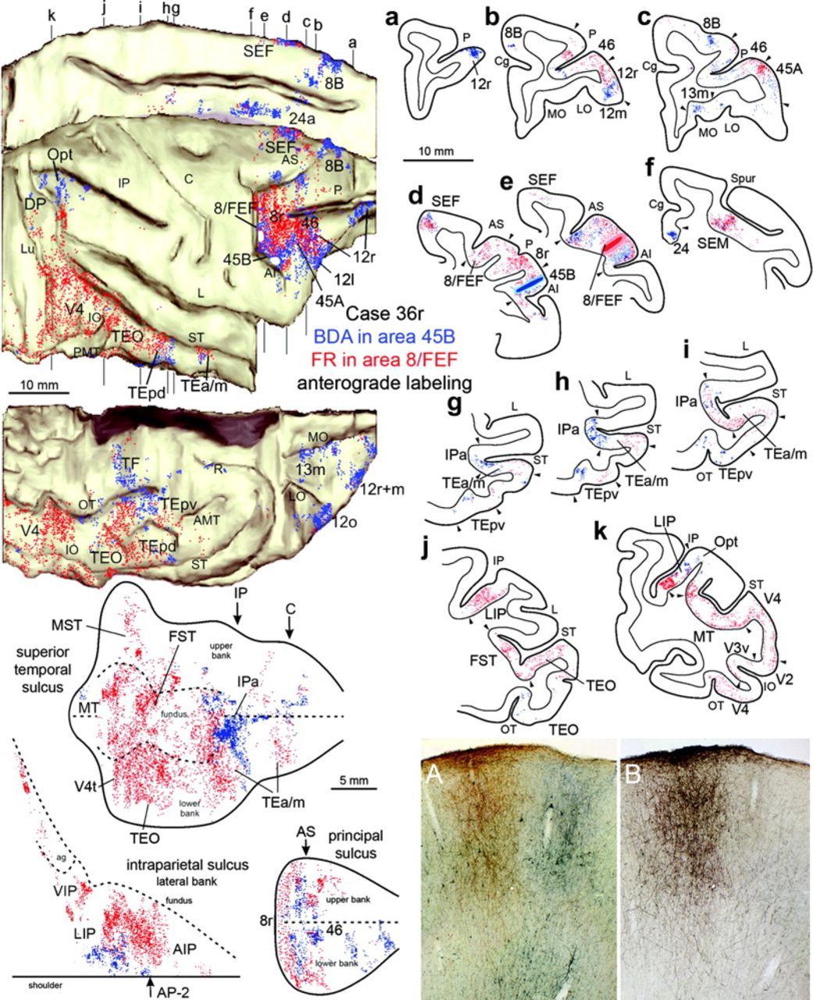 k j i hg f e d c b a
SEF
8B
24a
Opt
SEF
AS
8B
IP
C
P
DP
8/FEF
8r
46
Lu
45B
12r
AI
12l
45A
L
V4
IO
TEO
ST
PMT
TEpd
TEa/m
10 mm
Case 36r
BDA in area 45B
FR in area 8/FEF
anterograde labeling
MO
TF
R
13m
12r+m
OT
TEpv
LO
V4
AMT
12o
IO
TEO
TEpd
ST
a
P
12r
b
8B
P
46
Cg
12r
MO
LO
12m
c
8B
P
46
Cg
45A
13m
MO
LO
10 mm
d
SEF
AS
P
8r
8/FEF
45B
AI
e
SEF
AS
AI
8/FEF
f
Spur
Cg
24
SEM
g
L
IPa
ST
TEa/m
TEpv
h
L
IPa
ST
TEa/m
TEpv
i
L
IPa
ST
TEa/m
OT
TEpv
j
IP
LIP
L
ST
FST
TEO
OT
TEO
k
LIP
IP
Opt
ST
V4
MT
V3v
V2
IO
OT
V4
IP
C
MST
FST
superior
temporal
sulcus
upper
bank
IPa
MT
fundus
V4t
lower
bank
TEa/m
TEO
5 mm
ag
intraparietal sulcus
lateral bank
VIP
fundus
LIP
AIP
shoulder
AP-2
AS
principal
sulcus
upper bank
8r
46
lower bank
A
B